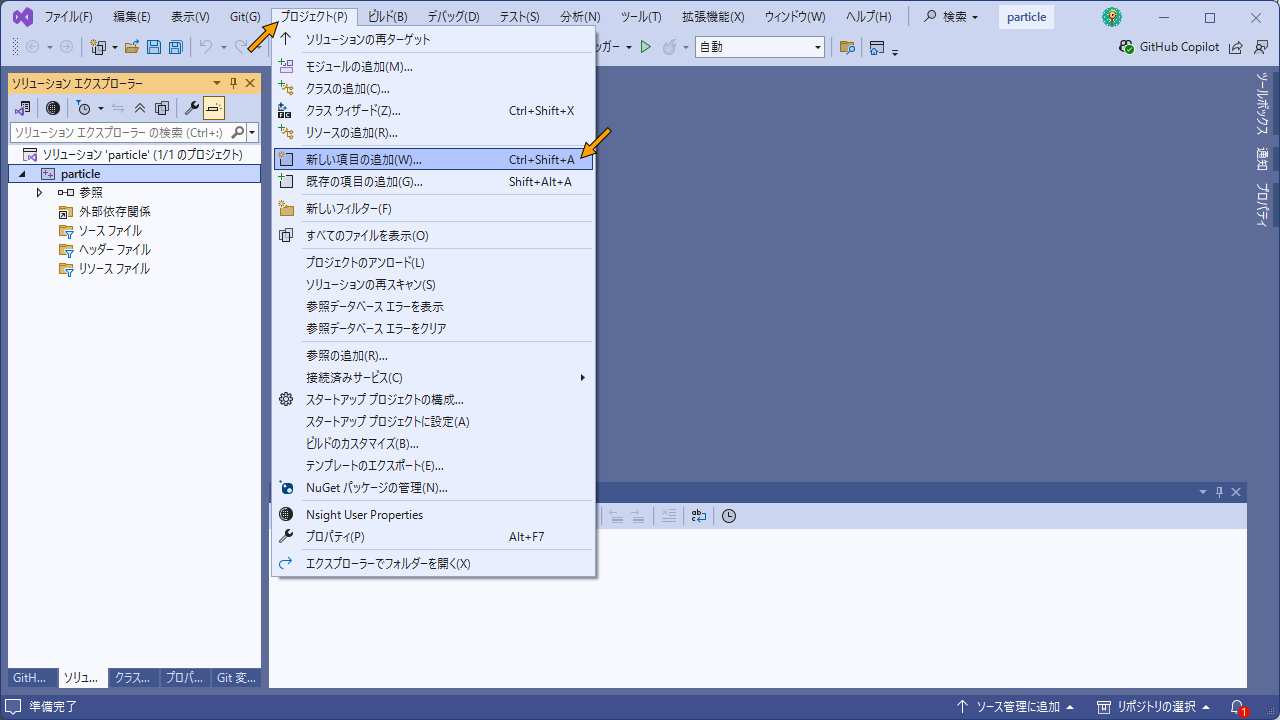 ファイル(F) 編集(E) 表示(V) Git(G) プロジェクト(P) ビルド(B) デバッグ(D) テスト(S) 分析(N) ツール(T) 拡張機能(X) ウィンドウ(W) ヘルプ(H) 検索 particle
ッガー 自動 GitHub Copilot
ソリューション エクスプローラー
ソリューション エクスプローラー の検索 (Ctrl+:)
ソリューション 'particle' (1/1 のプロジェクト)
particle
参照
外部依存関係
ソース ファイル
ヘッダー ファイル
リソース ファイル
ソリューションの再ターゲット
モジュールの追加(M)...
クラスの追加(C)...
クラス ウィザード(Z)... Ctrl+Shift+X
リソースの追加(R)...
新しい項目の追加(W)... Ctrl+Shift+A
既存の項目の追加(G)... Shift+Alt+A
新しいフィルター(F)
すべてのファイルを表示(O)
プロジェクトのアンロード(L)
ソリューションの再スキャン(S)
参照データベース エラーを表示
参照データベース エラーをクリア
参照の追加(R)...
接続済みサービス(C)
スタートアップ プロジェクトの構成...
スタートアップ プロジェクトに設定(A)
ビルドのカスタマイズ(B)...
テンプレートのエクスポート(E)...
NuGet パッケージの管理(N)...
Nsight User Properties
プロパティ(P) Alt+F7
エクスプローラーでフォルダーを開く(X)
ツールボックス
通知
プロパティ
GitH... ソリュ... クラス... プロパ... Git 変...
準備完了 ソース管理に追加 リポジトリの選択 1